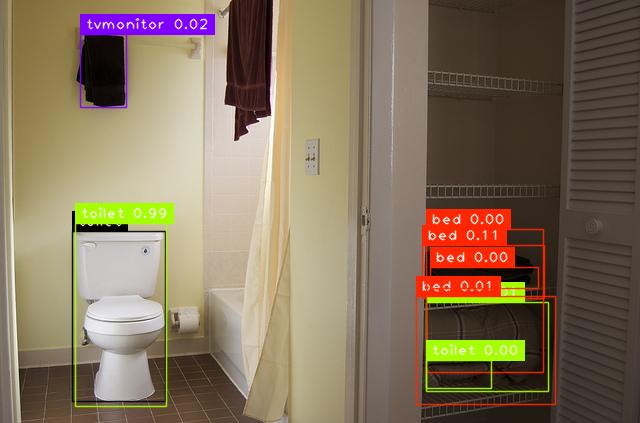 tvmonitor 0.02
toilet 0.99
bed 0.00
bed 0.11
bed 0.00
bed 0.01
toilet 0.00